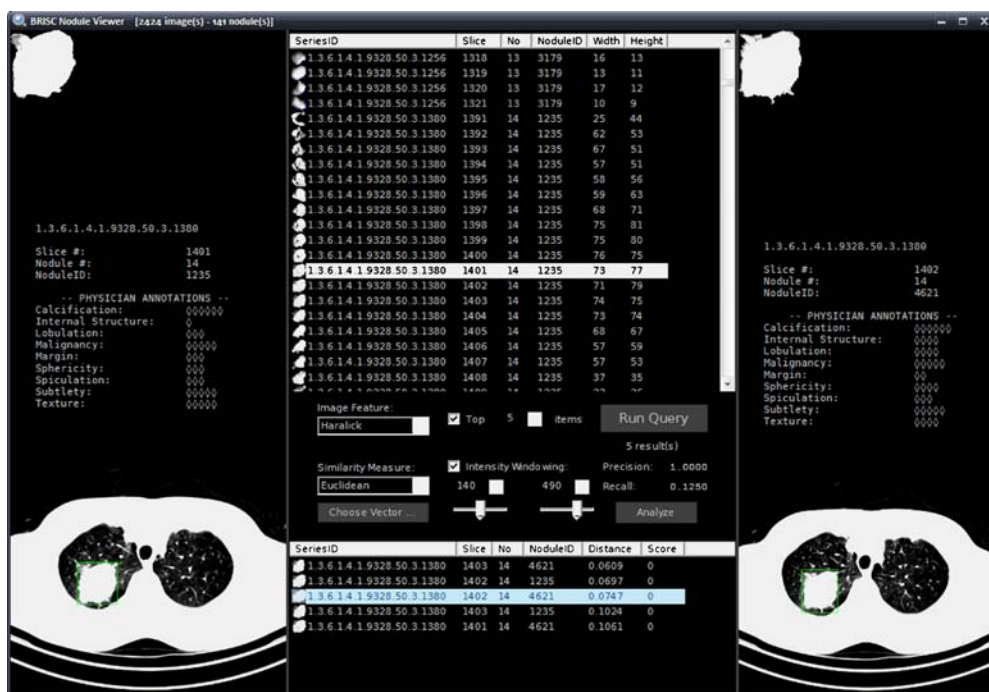 BRISC Nodule Viewer [2424 image(s) - 141 nodule(s)]
1.3.6.1.4.1.9328.50.3.1380
Slice #: 1401
Nodule #: 14
NoduleID: 1235
-- PHYSICIAN ANNOTATIONS --
Calcification: ◊◊◊◊◊◊
Internal Structure: ◊
Lobulation: ◊◊◊
Malignancy: ◊◊◊◊◊
Margin: ◊◊◊
Sphericity: ◊◊◊
Spiculation: ◊◊◊
Subtlety: ◊◊◊◊◊
Texture: ◊◊◊◊◊
SeriesID Slice No NoduleID Width Height
1.3.6.1.4.1.9328.50.3.1256 1318 13 3179 16 13
1.3.6.1.4.1.9328.50.3.1256 1319 13 3179 13 11
1.3.6.1.4.1.9328.50.3.1256 1320 13 3179 17 12
1.3.6.1.4.1.9328.50.3.1256 1321 13 3179 10 9
1.3.6.1.4.1.9328.50.3.1380 1391 14 1235 25 44
1.3.6.1.4.1.9328.50.3.1380 1392 14 1235 62 53
1.3.6.1.4.1.9328.50.3.1380 1393 14 1235 67 51
1.3.6.1.4.1.9328.50.3.1380 1394 14 1235 57 51
1.3.6.1.4.1.9328.50.3.1380 1395 14 1235 58 56
1.3.6.1.4.1.9328.50.3.1380 1396 14 1235 59 63
1.3.6.1.4.1.9328.50.3.1380 1397 14 1235 68 71
1.3.6.1.4.1.9328.50.3.1380 1398 14 1235 75 81
1.3.6.1.4.1.9328.50.3.1380 1399 14 1235 75 80
1.3.6.1.4.1.9328.50.3.1380 1400 14 1235 76 75
1.3.6.1.4.1.9328.50.3.1380 1401 14 1235 73 77
1.3.6.1.4.1.9328.50.3.1380 1402 14 1235 71 79
1.3.6.1.4.1.9328.50.3.1380 1403 14 1235 74 75
1.3.6.1.4.1.9328.50.3.1380 1404 14 1235 73 74
1.3.6.1.4.1.9328.50.3.1380 1405 14 1235 68 67
1.3.6.1.4.1.9328.50.3.1380 1406 14 1235 57 59
1.3.6.1.4.1.9328.50.3.1380 1407 14 1235 57 53
1.3.6.1.4.1.9328.50.3.1380 1408 14 1235 37 35
Image Feature:
Haralick
Top 5 items
Run Query
5 result(s)
Similarity Measure:
Euclidean
Intensity Windowing:
140 490
Precision: 1.0000
Recall: 0.1250
Choose Vector ...
Analyze
SeriesID Slice No NoduleID Distance Score
1.3.6.1.4.1.9328.50.3.1380 1403 14 4621 0.0609 0
1.3.6.1.4.1.9328.50.3.1380 1402 14 1235 0.0697 0
1.3.6.1.4.1.9328.50.3.1380 1402 14 4621 0.0747 0
1.3.6.1.4.1.9328.50.3.1380 1403 14 1235 0.1024 0
1.3.6.1.4.1.9328.50.3.1380 1401 14 4621 0.1061 0
1.3.6.1.4.1.9328.50.3.1380
Slice #: 1402
Nodule #: 14
NoduleID: 4621
-- PHYSICIAN ANNOTATIONS --
Calcification: ◊◊◊◊◊◊
Internal Structure: ◊
Lobulation: ◊◊◊◊
Malignancy: ◊◊◊◊◊
Margin: ◊◊
Sphericity: ◊◊◊◊
Spiculation: ◊◊◊◊
Subtlety: ◊◊◊◊◊
Texture: ◊◊◊◊◊